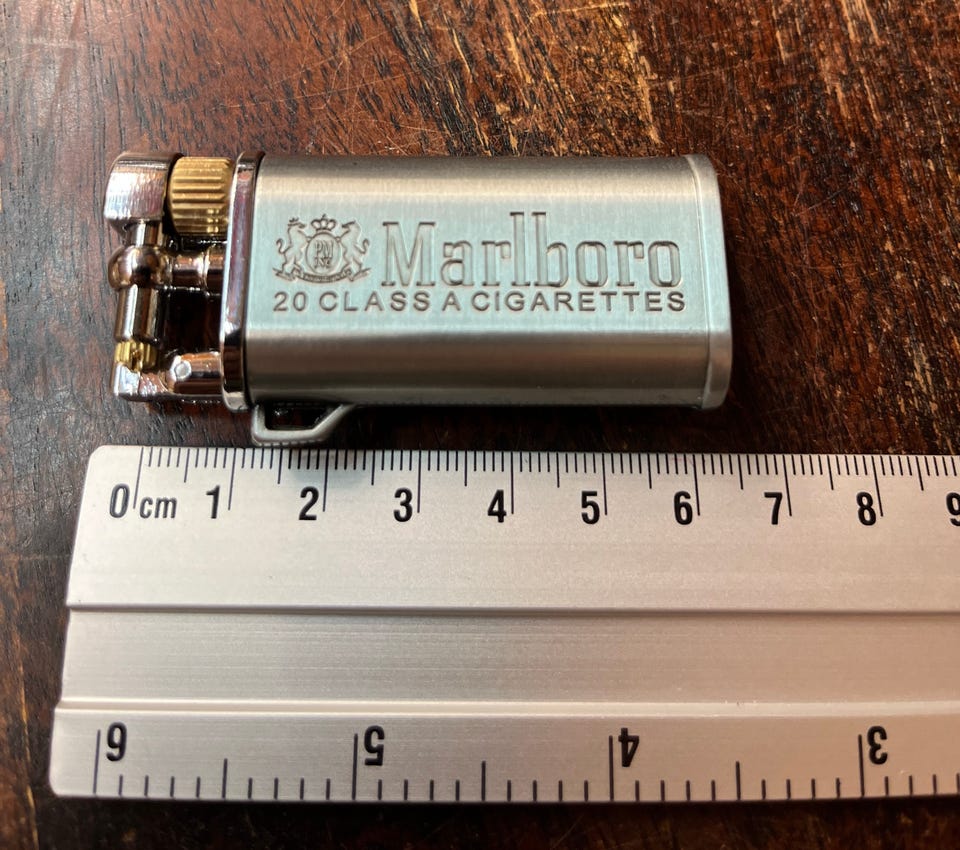 PM
Marlboro
20 CLASS A CIGARETTES
0 cm 1 2 3 4 5 6 7 8 9
6 5 4 3